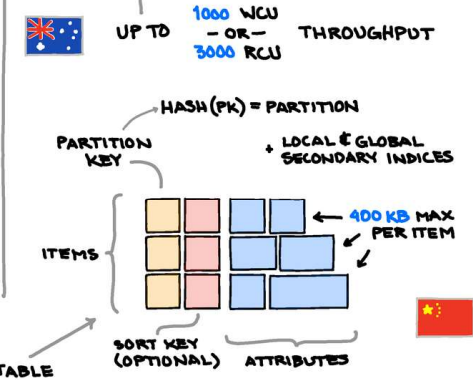 1000 WCU
UP TO — OR — THROUGHPUT
3000 RCU
HASH(PK) = PARTITION
PARTITION
KEY
+ LOCAL & GLOBAL
SECONDARY INDICES
400 KB MAX
PER ITEM
ITEMS
SORT KEY
(OPTIONAL)
ATTRIBUTES
TABLE